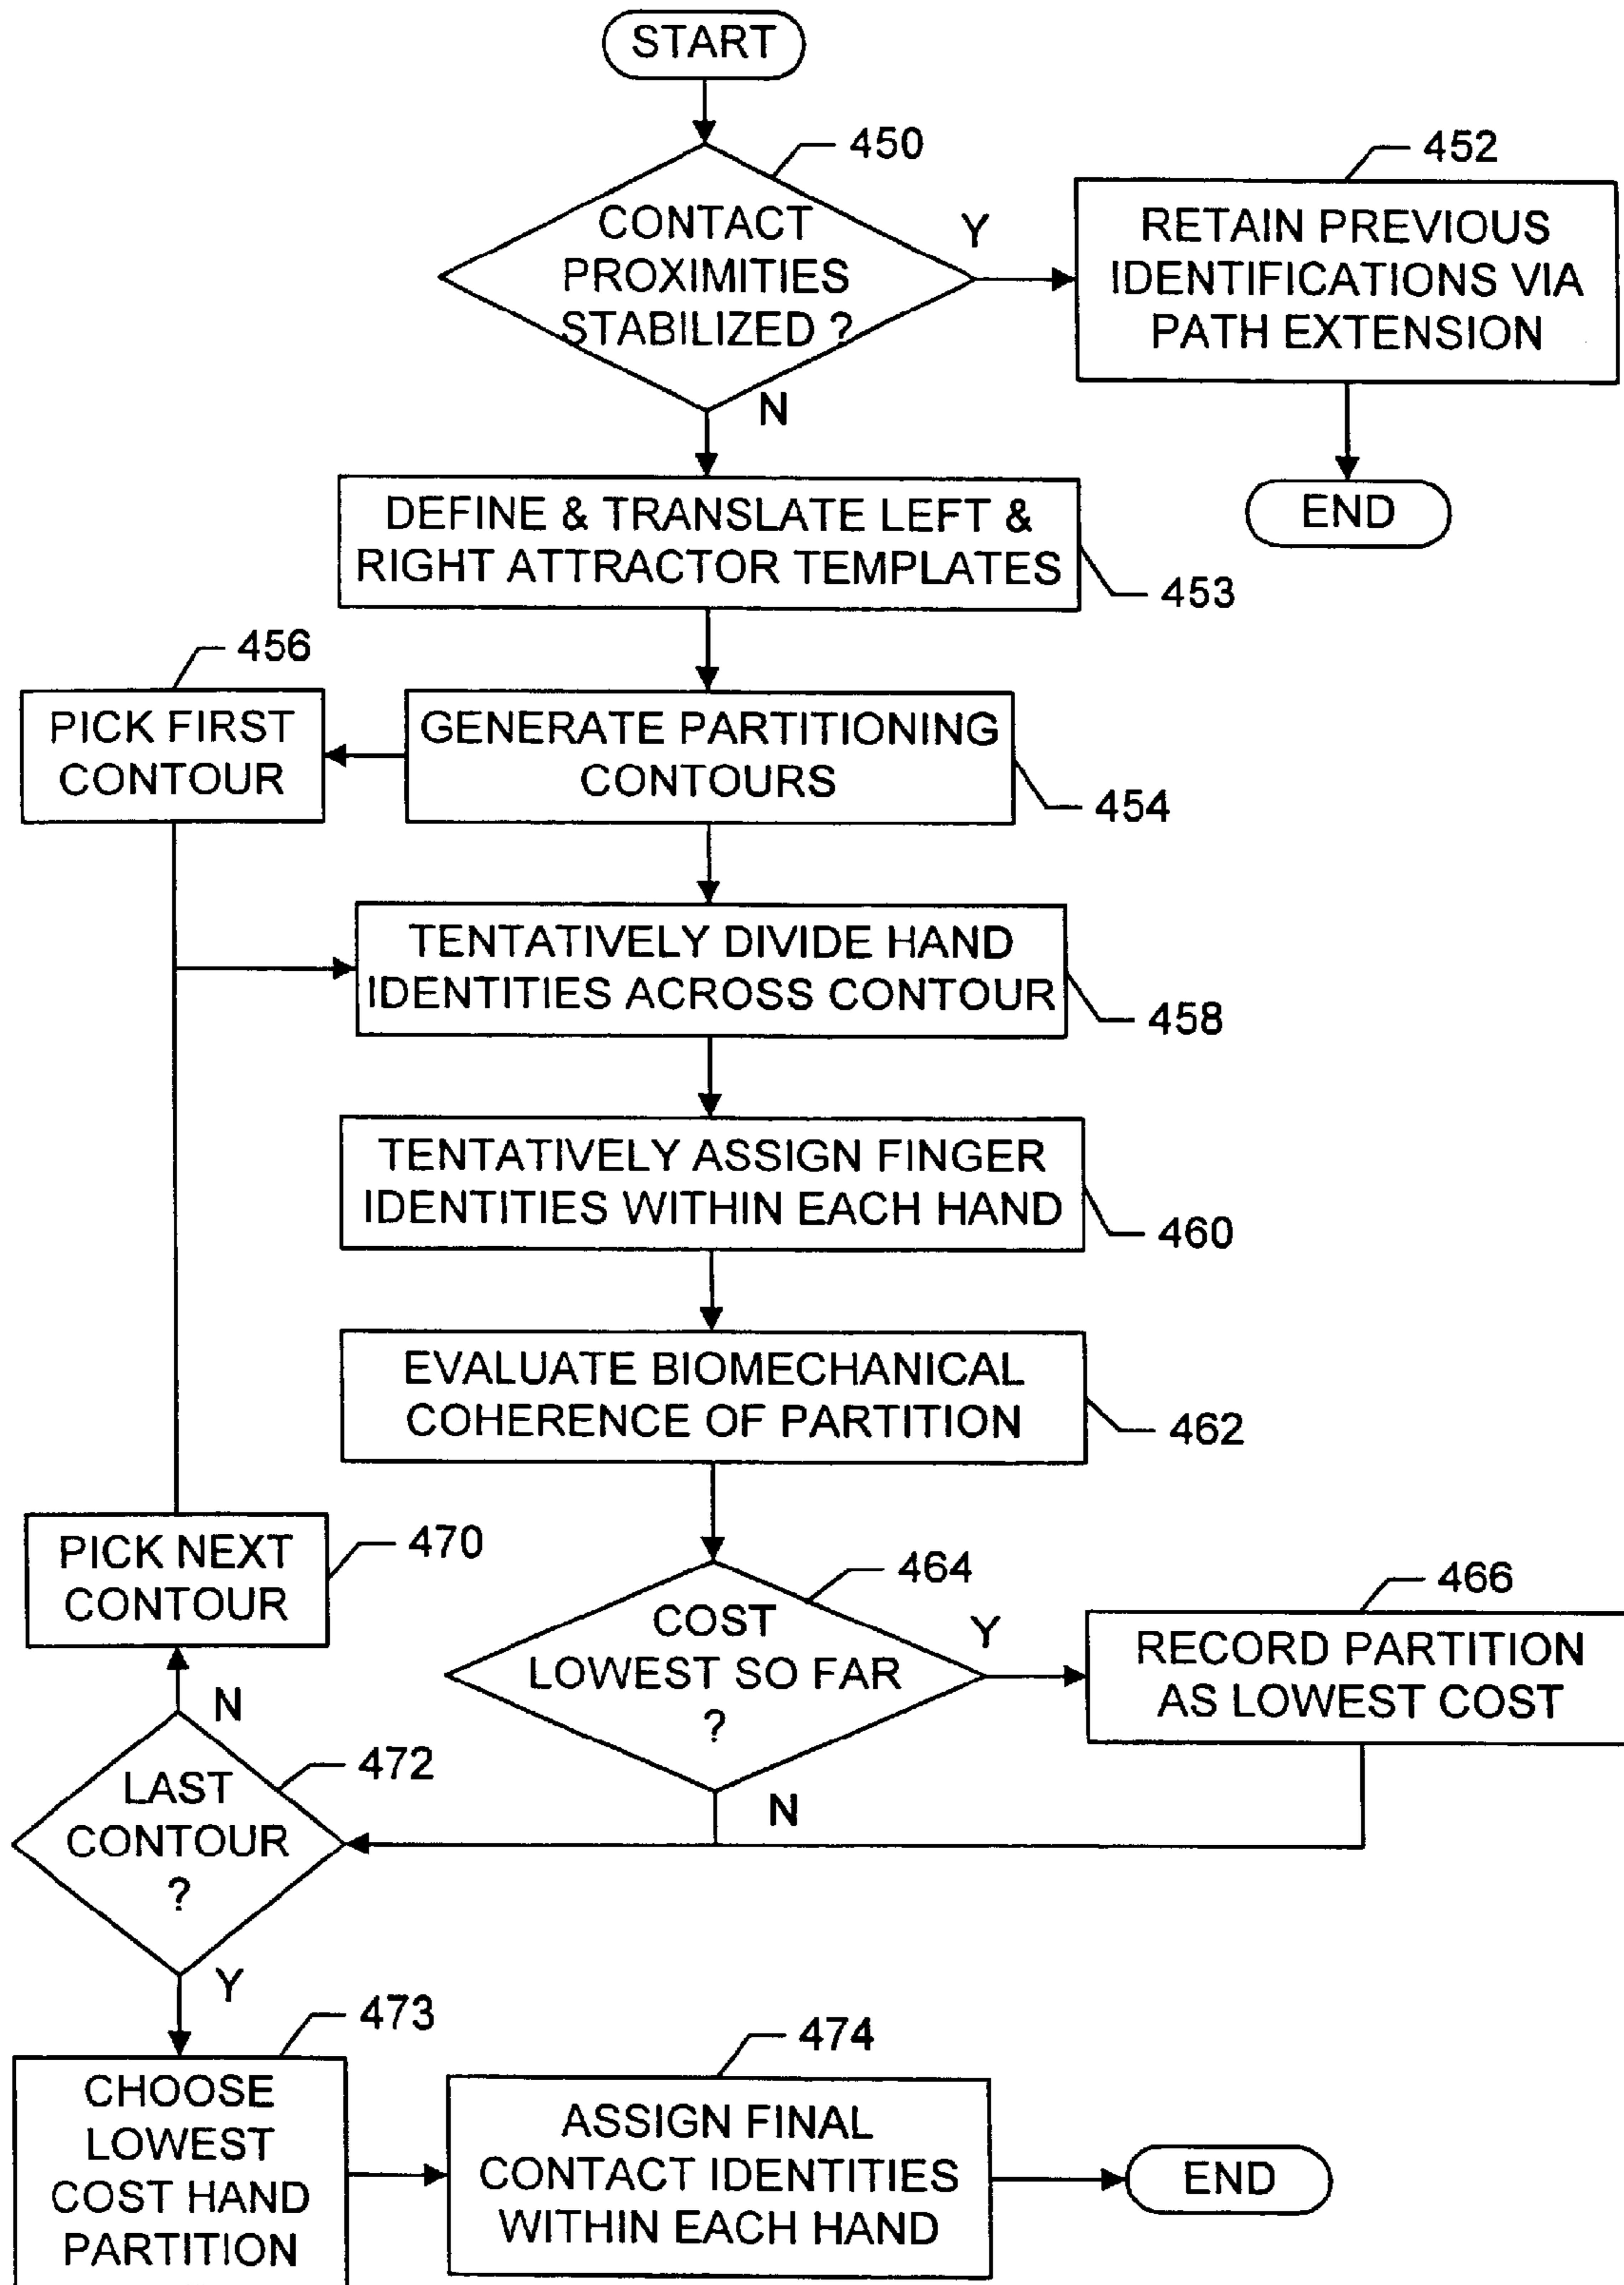 START
450
CONTACT
PROXIMITIES
STABILIZED ?
Y
N
452
RETAIN PREVIOUS
IDENTIFICATIONS VIA
PATH EXTENSION
END
DEFINE & TRANSLATE LEFT &
RIGHT ATTRACTOR TEMPLATES
453
456
PICK FIRST
CONTOUR
GENERATE PARTITIONING
CONTOURS
454
TENTATIVELY DIVIDE HAND
IDENTITIES ACROSS CONTOUR
458
TENTATIVELY ASSIGN FINGER
IDENTITIES WITHIN EACH HAND
460
EVALUATE BIOMECHANICAL
COHERENCE OF PARTITION
462
PICK NEXT
CONTOUR
470
464
COST
LOWEST SO FAR
?
Y
N
466
RECORD PARTITION
AS LOWEST COST
N
472
LAST
CONTOUR
?
Y
473
CHOOSE
LOWEST
COST HAND
PARTITION
474
ASSIGN FINAL
CONTACT IDENTITIES
WITHIN EACH HAND
END